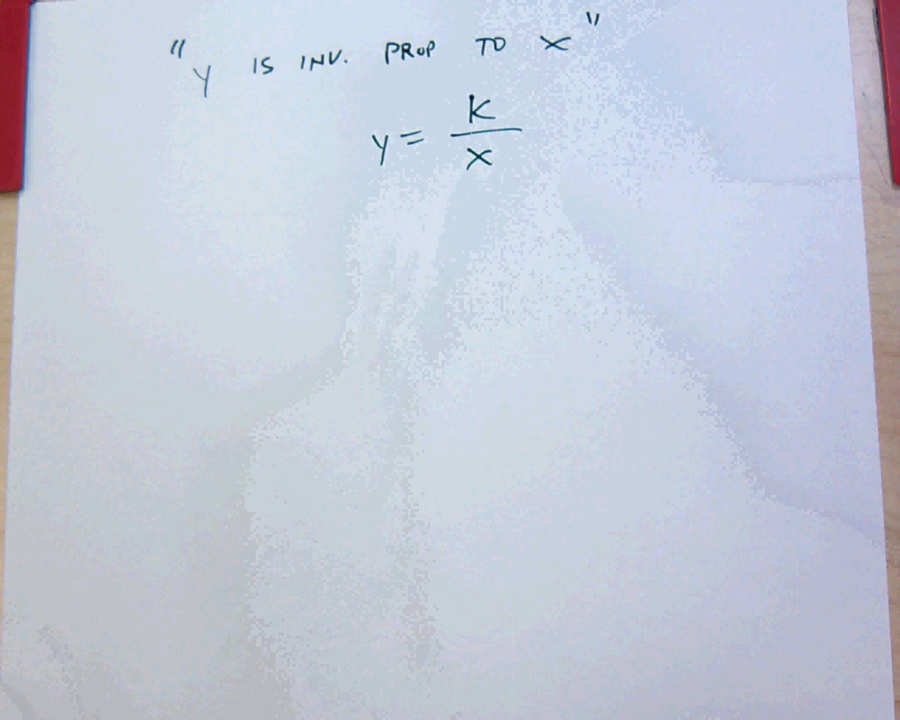 "Y IS INV. PROP TO X"
y = K/x